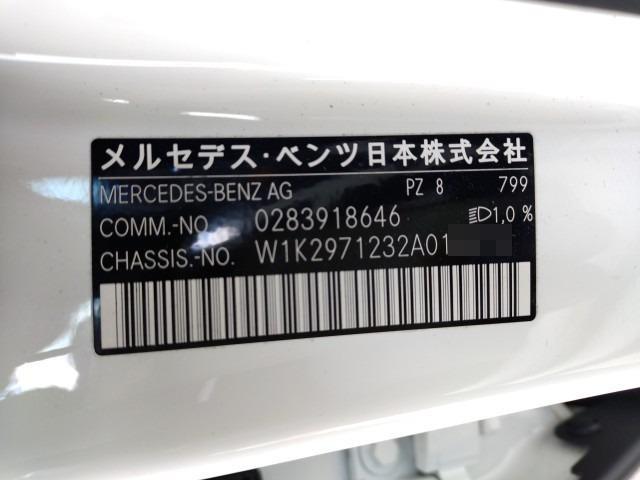 メルセデス・ベンツ日本株式会社
MERCEDES-BENZ AG PZ 8 799
COMM.-NO. 0283918646 1,0 %
CHASSIS.-NO. W1K2971232A01